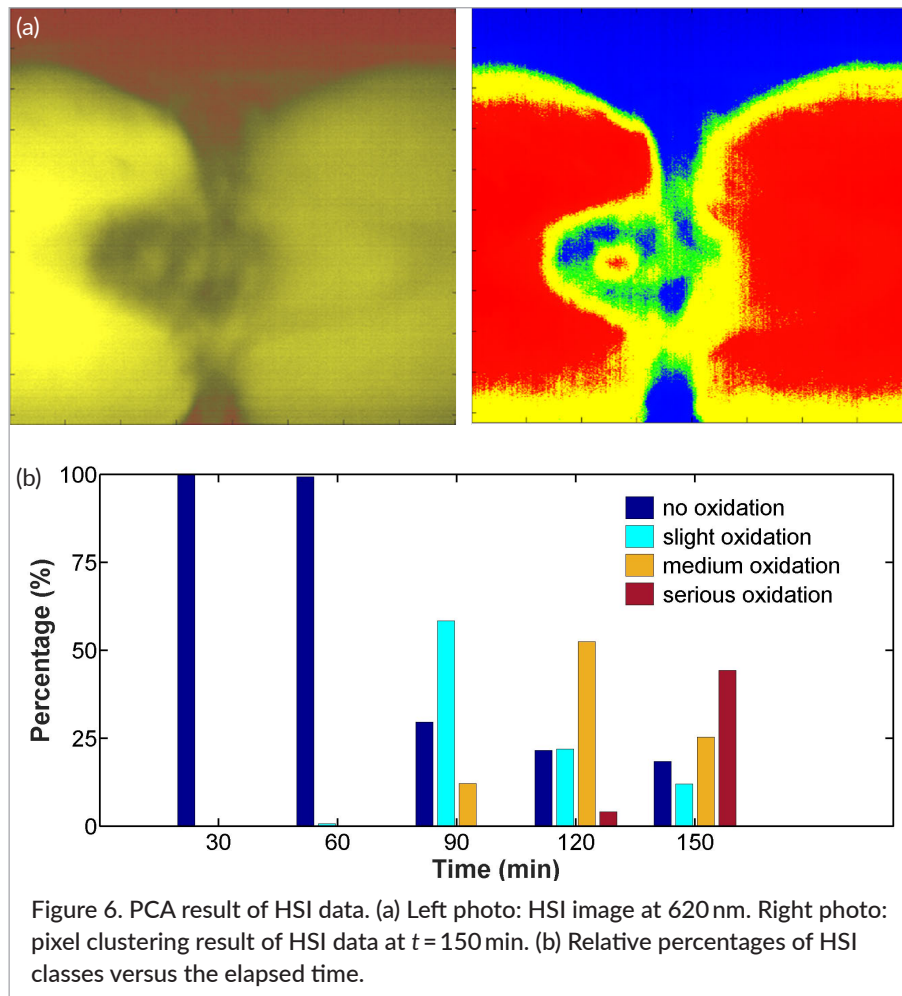 (a)
(b)
100
75
50
25
0
Percentage (%)
no oxidation
slight oxidation
medium oxidation
serious oxidation
30 60 90 120 150
Time (min)
Figure 6. PCA result of HSI data. (a) Left photo: HSI image at 620 nm. Right photo:
pixel clustering result of HSI data at t = 150 min. (b) Relative percentages of HSI
classes versus the elapsed time.